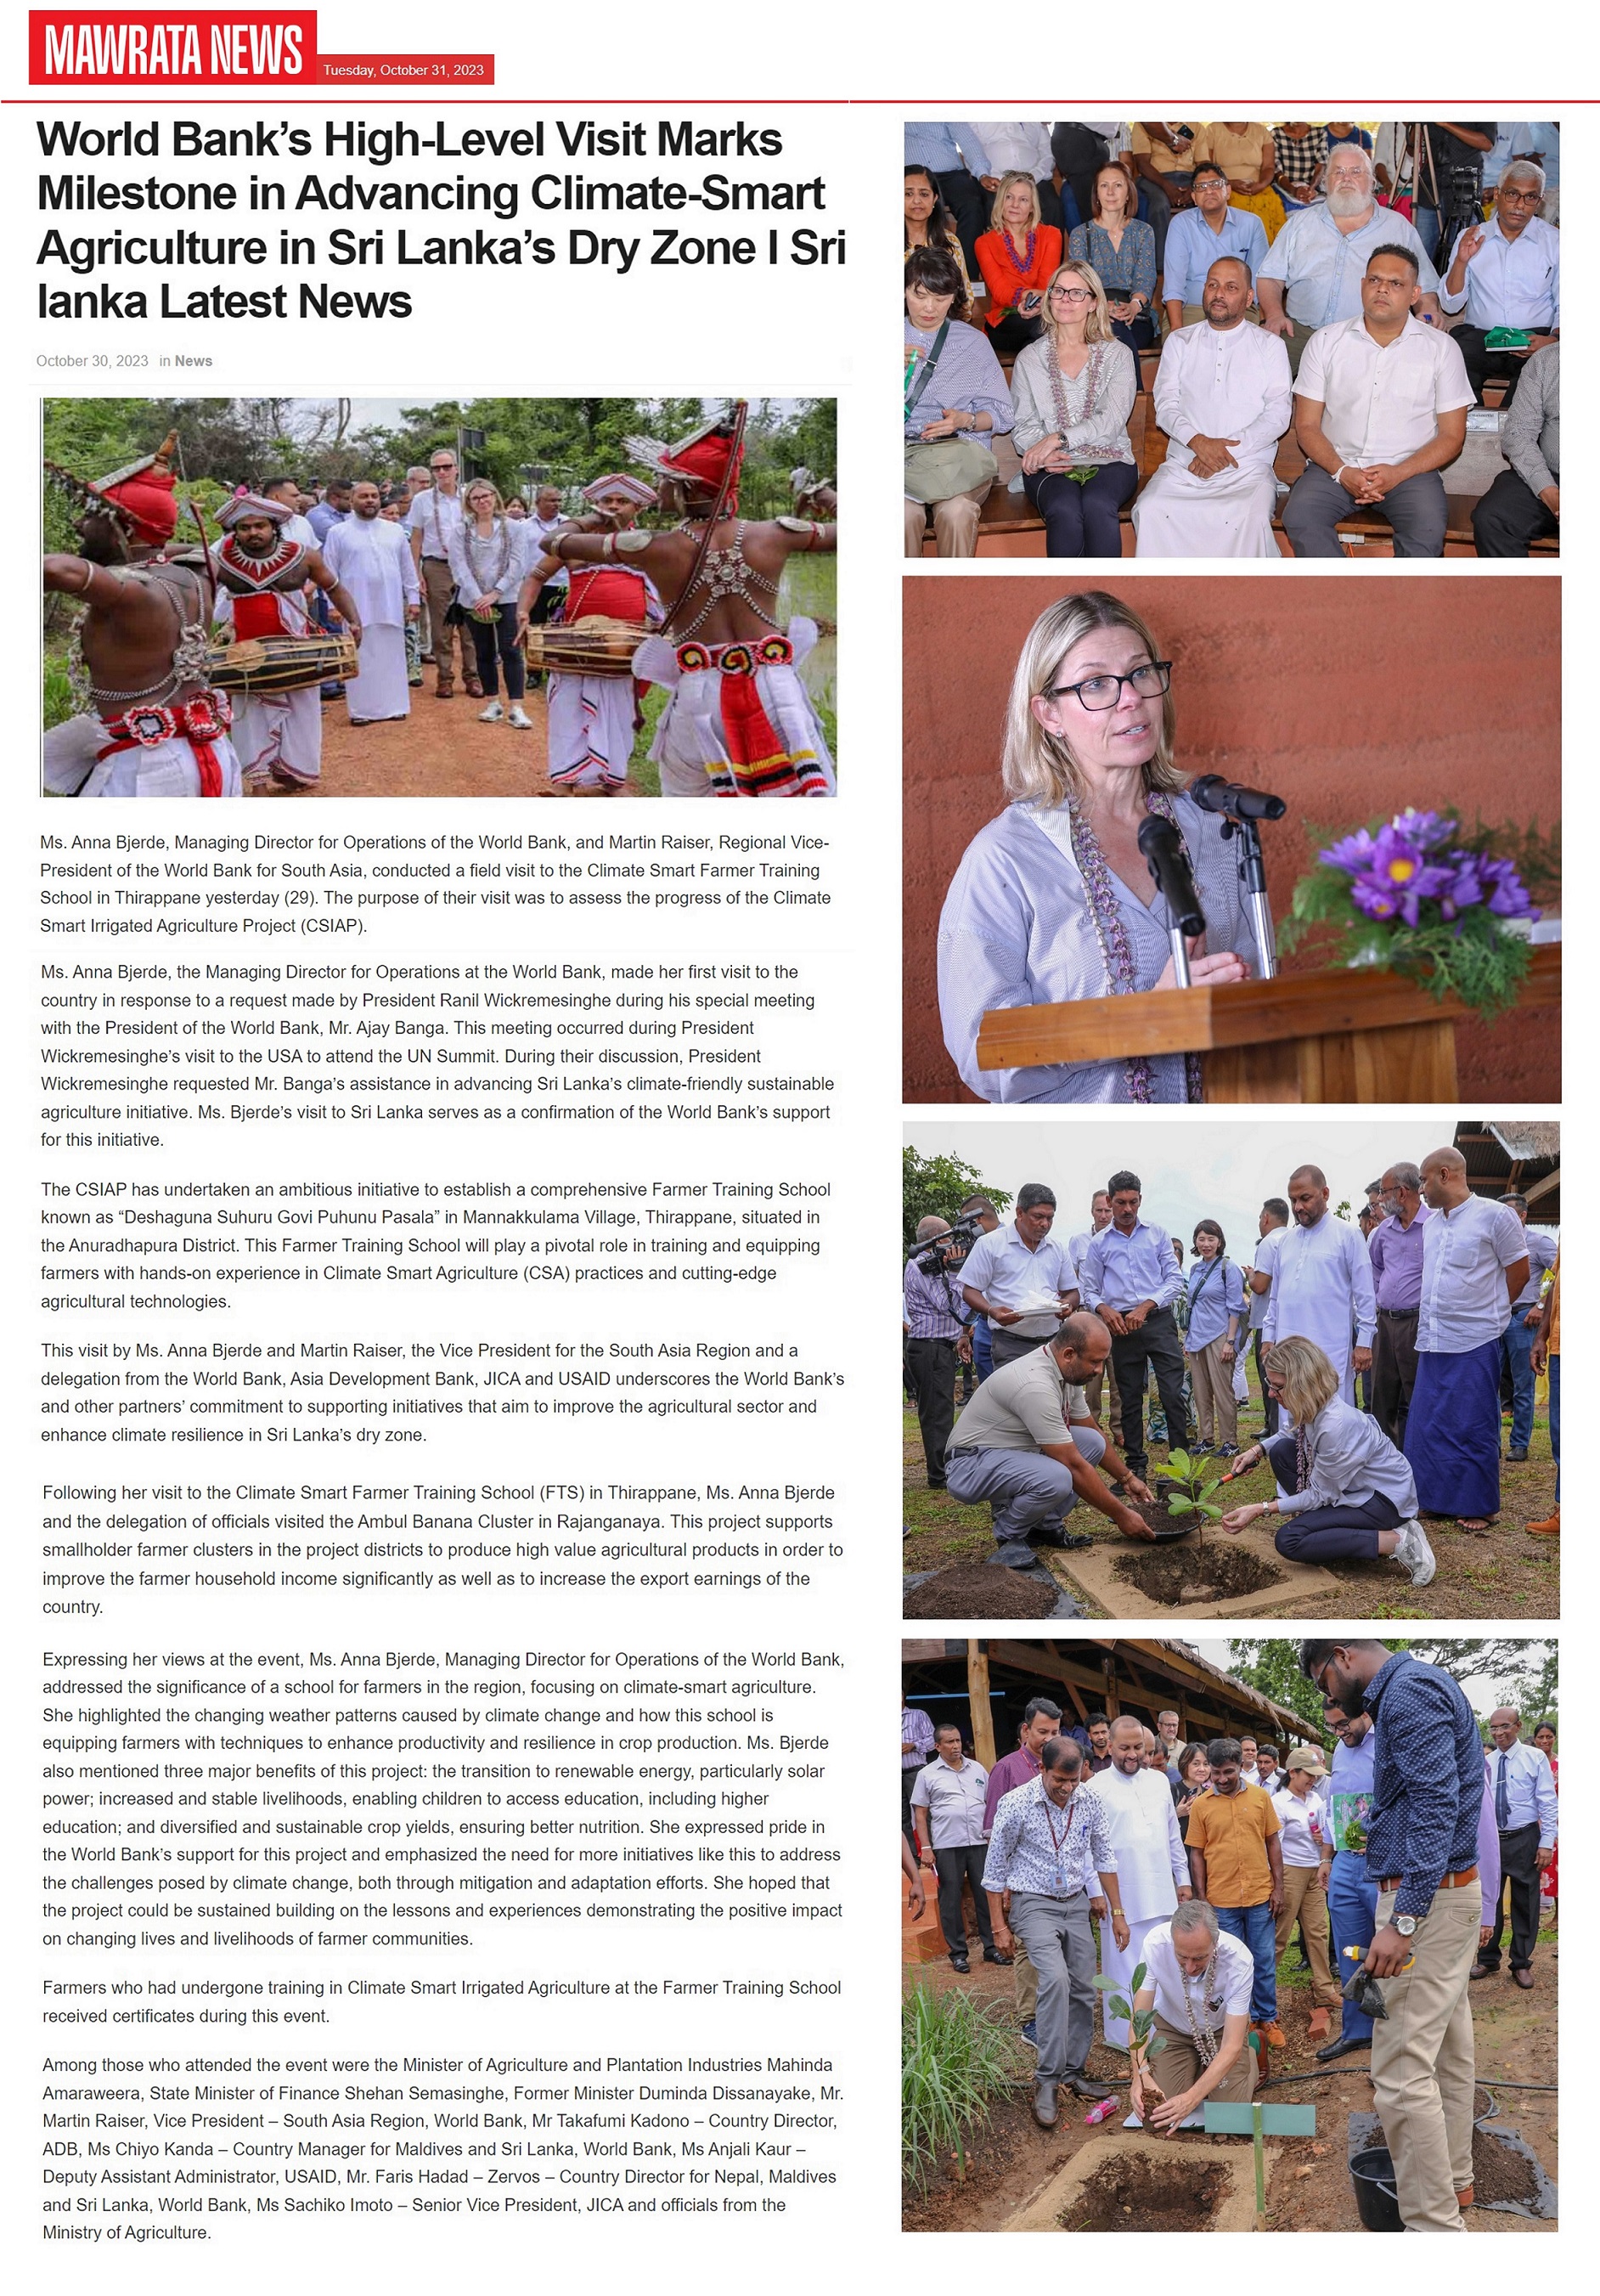 MAWRATA NEWS
Tuesday, October 31, 2023
World Bank’s High-Level Visit Marks
Milestone in Advancing Climate-Smart
Agriculture in Sri Lanka’s Dry Zone I Sri
lanka Latest News
October 30, 2023 in News
Ms. Anna Bjerde, Managing Director for Operations of the World Bank, and Martin Raiser, Regional Vice-
President of the World Bank for South Asia, conducted a field visit to the Climate Smart Farmer Training
School in Thirappane yesterday (29). The purpose of their visit was to assess the progress of the Climate
Smart Irrigated Agriculture Project (CSIAP).
Ms. Anna Bjerde, the Managing Director for Operations at the World Bank, made her first visit to the
country in response to a request made by President Ranil Wickremesinghe during his special meeting
with the President of the World Bank, Mr. Ajay Banga. This meeting occurred during President
Wickremesinghe’s visit to the USA to attend the UN Summit. During their discussion, President
Wickremesinghe requested Mr. Banga’s assistance in advancing Sri Lanka’s climate-friendly sustainable
agriculture initiative. Ms. Bjerde’s visit to Sri Lanka serves as a confirmation of the World Bank’s support
for this initiative.
The CSIAP has undertaken an ambitious initiative to establish a comprehensive Farmer Training School
known as “Deshaguna Suhuru Govi Puhunu Pasala” in Mannakkulama Village, Thirappane, situated in
the Anuradhapura District. This Farmer Training School will play a pivotal role in training and equipping
farmers with hands-on experience in Climate Smart Agriculture (CSA) practices and cutting-edge
agricultural technologies.
This visit by Ms. Anna Bjerde and Martin Raiser, the Vice President for the South Asia Region and a
delegation from the World Bank, Asia Development Bank, JICA and USAID underscores the World Bank’s
and other partners’ commitment to supporting initiatives that aim to improve the agricultural sector and
enhance climate resilience in Sri Lanka’s dry zone.
Following her visit to the Climate Smart Farmer Training School (FTS) in Thirappane, Ms. Anna Bjerde
and the delegation of officials visited the Ambul Banana Cluster in Rajanganaya. This project supports
smallholder farmer clusters in the project districts to produce high value agricultural products in order to
improve the farmer household income significantly as well as to increase the export earnings of the
country.
Expressing her views at the event, Ms. Anna Bjerde, Managing Director for Operations of the World Bank,
addressed the significance of a school for farmers in the region, focusing on climate-smart agriculture.
She highlighted the changing weather patterns caused by climate change and how this school is
equipping farmers with techniques to enhance productivity and resilience in crop production. Ms. Bjerde
also mentioned three major benefits of this project: the transition to renewable energy, particularly solar
power; increased and stable livelihoods, enabling children to access education, including higher
education; and diversified and sustainable crop yields, ensuring better nutrition. She expressed pride in
the World Bank’s support for this project and emphasized the need for more initiatives like this to address
the challenges posed by climate change, both through mitigation and adaptation efforts. She hoped that
the project could be sustained building on the lessons and experiences demonstrating the positive impact
on changing lives and livelihoods of farmer communities.
Farmers who had undergone training in Climate Smart Irrigated Agriculture at the Farmer Training School
received certificates during this event.
Among those who attended the event were the Minister of Agriculture and Plantation Industries Mahinda
Amaraweera, State Minister of Finance Shehan Semasinghe, Former Minister Duminda Dissanayake, Mr.
Martin Raiser, Vice President – South Asia Region, World Bank, Mr Takafumi Kadono – Country Director,
ADB, Ms Chiyo Kanda – Country Manager for Maldives and Sri Lanka, World Bank, Ms Anjali Kaur –
Deputy Assistant Administrator, USAID, Mr. Faris Hadad – Zervos – Country Director for Nepal, Maldives
and Sri Lanka, World Bank, Ms Sachiko Imoto – Senior Vice President, JICA and officials from the
Ministry of Agriculture.